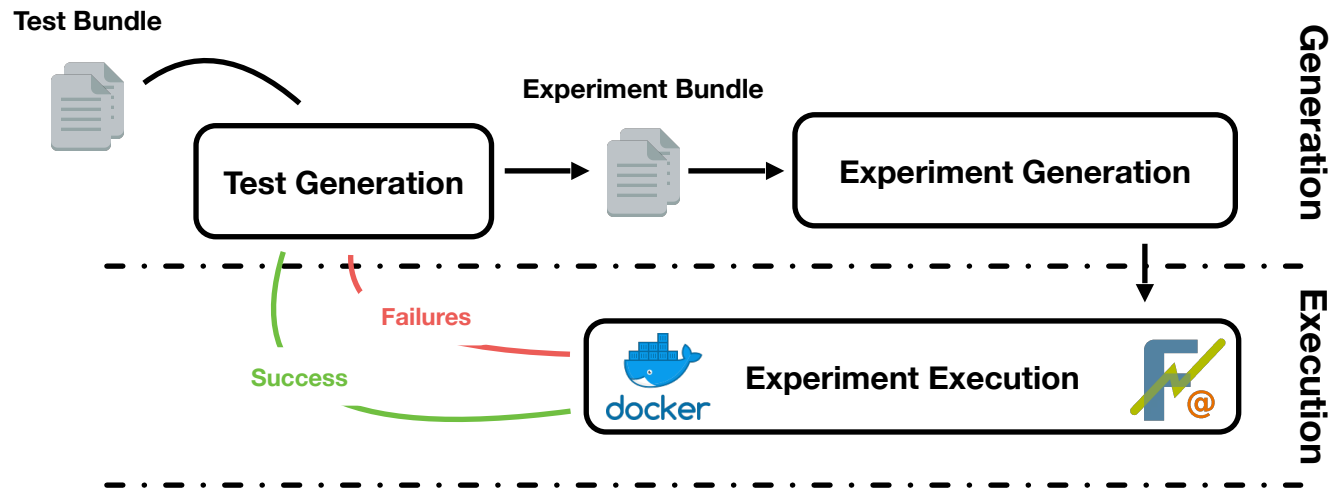 Test Bundle
Experiment Bundle
Test Generation
Experiment Generation
Generation
Failures
Success
docker
Experiment Execution
F
@
Execution